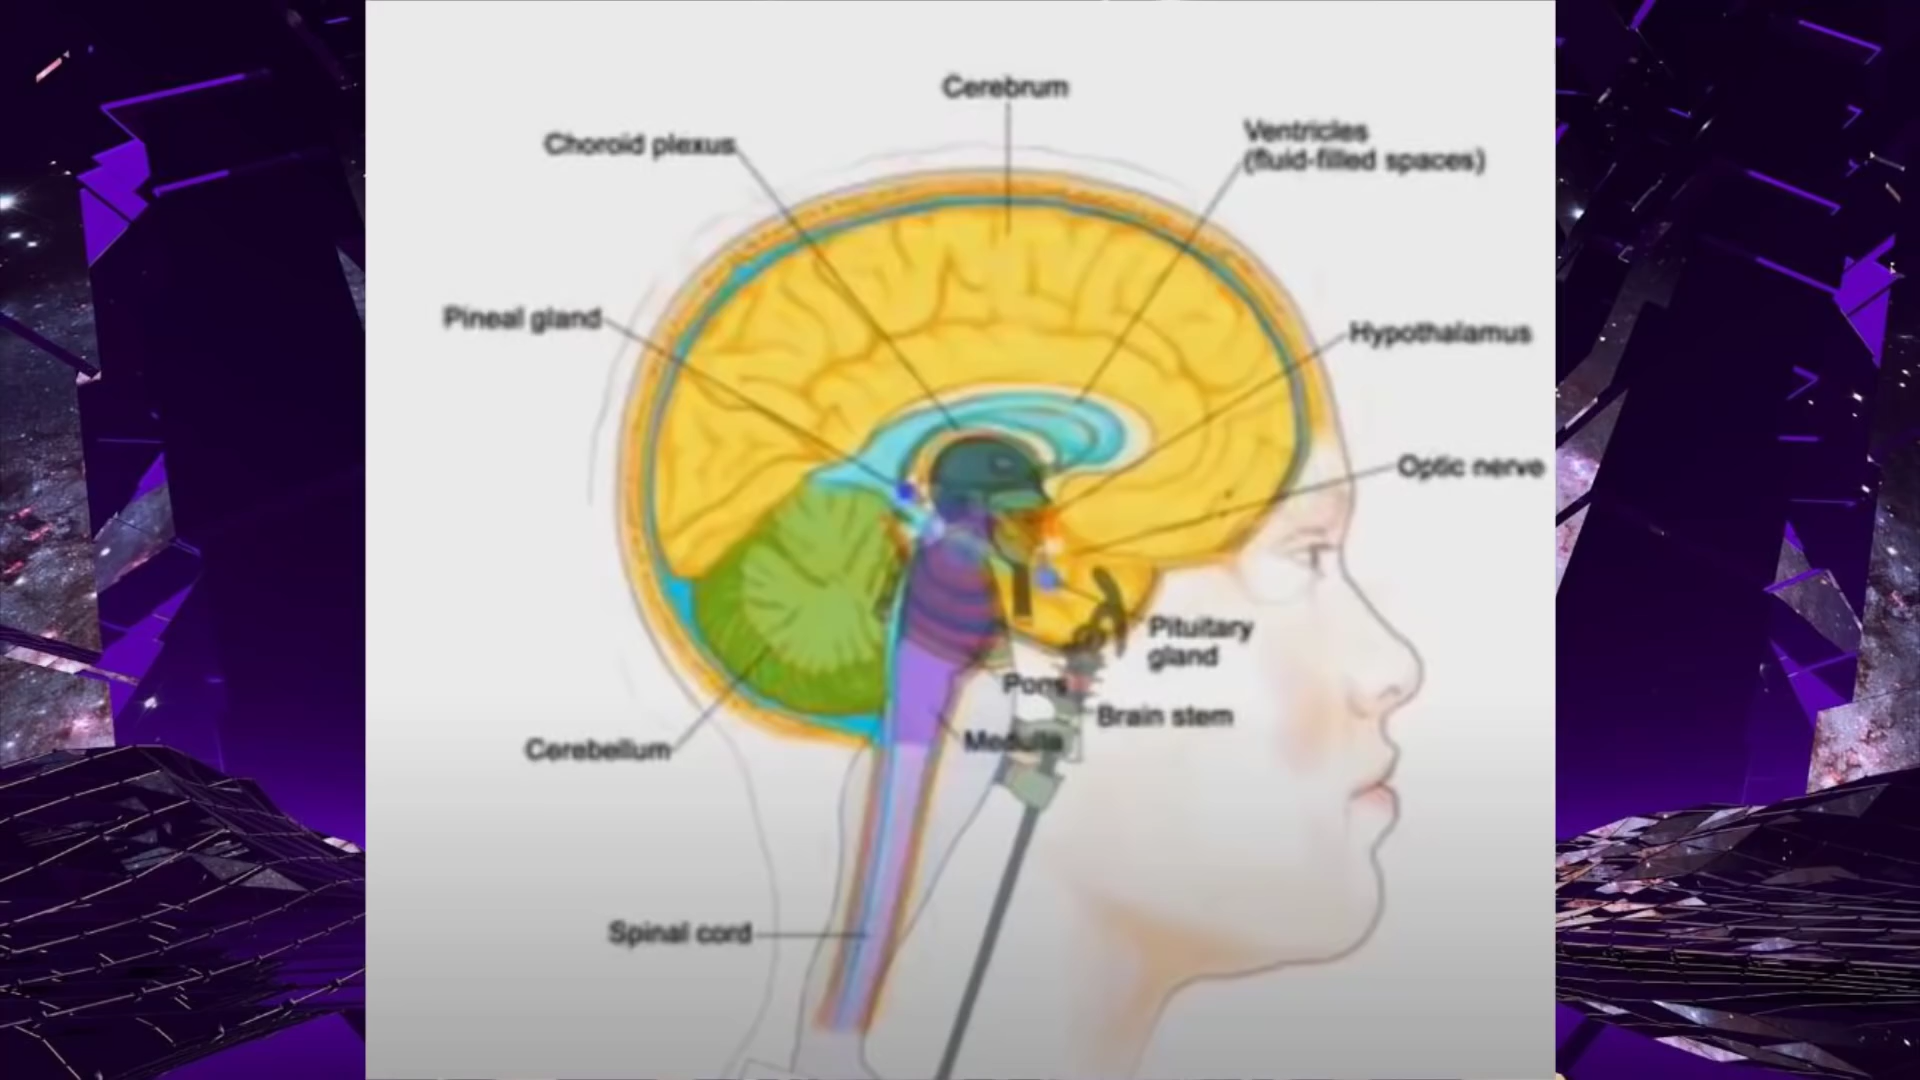 Cerebrum
Choroid plexus
Ventricles
(fluid-filled spaces)
Pineal gland
Hypothalamus
Optic nerve
Pituitary
gland
Pons
Brain stem
Medulla
Cerebellum
Spinal cord